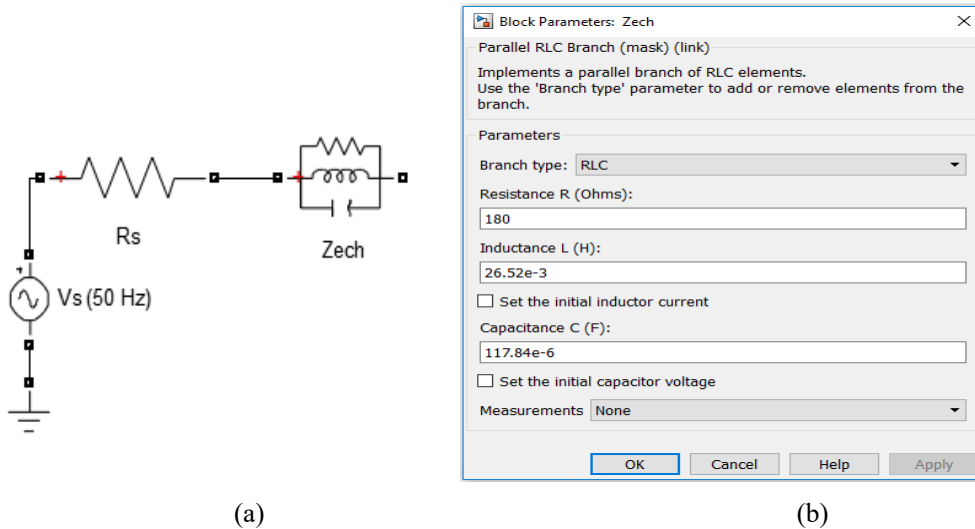 Rs
Zech
Vs (50 Hz)
Block Parameters: Zech
Parallel RLC Branch (mask) (link)
Implements a parallel branch of RLC elements.
Use the 'Branch type' parameter to add or remove elements from the
branch.
Parameters
Branch type: RLC
Resistance R (Ohms):
180
Inductance L (H):
26.52e-3
Set the initial inductor current
Capacitance C (F):
117.84e-6
Set the initial capacitor voltage
Measurements None
OK Cancel Help Apply
(a) (b)